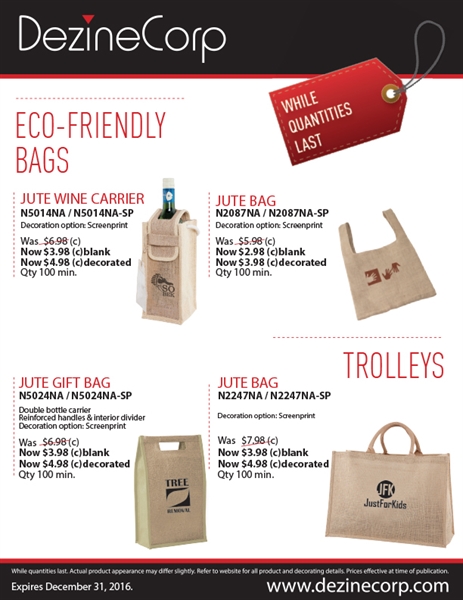 DezineCorp
WHILE
QUANTITIES
LAST
ECO-FRIENDLY
BAGS
JUTE WINE CARRIER
N5014NA / N5014NA-SP
Decoration option: Screenprint
Was $6.98 (c)
Now $3.98 (c)blank
Now $4.98 (c)decorated
Qty 100 min.
SO
BEK
JUTE BAG
N2087NA / N2087NA-SP
Decoration option: Screenprint
Was $5.98 (c)
Now $2.98 (c)blank
Now $3.98 (c)decorated
Qty 100 min.
TROLLEYS
JUTE GIFT BAG
N5024NA / N5024NA-SP
Double bottle carrier
Reinforced handles & interior divider
Decoration option: Screenprint
Was $6.98 (c)
Now $3.98 (c)blank
Now $4.98 (c)decorated
Qty 100 min.
TREE
REMOVAL
JUTE BAG
N2247NA / N2247NA-SP
Decoration option: Screenprint
Was $7.98 (c)
Now $3.98 (c)blank
Now $4.98 (c)decorated
Qty 100 min.
JFK
JustForKids
While quantities last. Actual product appearance may differ slightly. Refer to website for all product and decorating details. Prices effective at time of publication.
Expires December 31, 2016.
www.dezinecorp.com